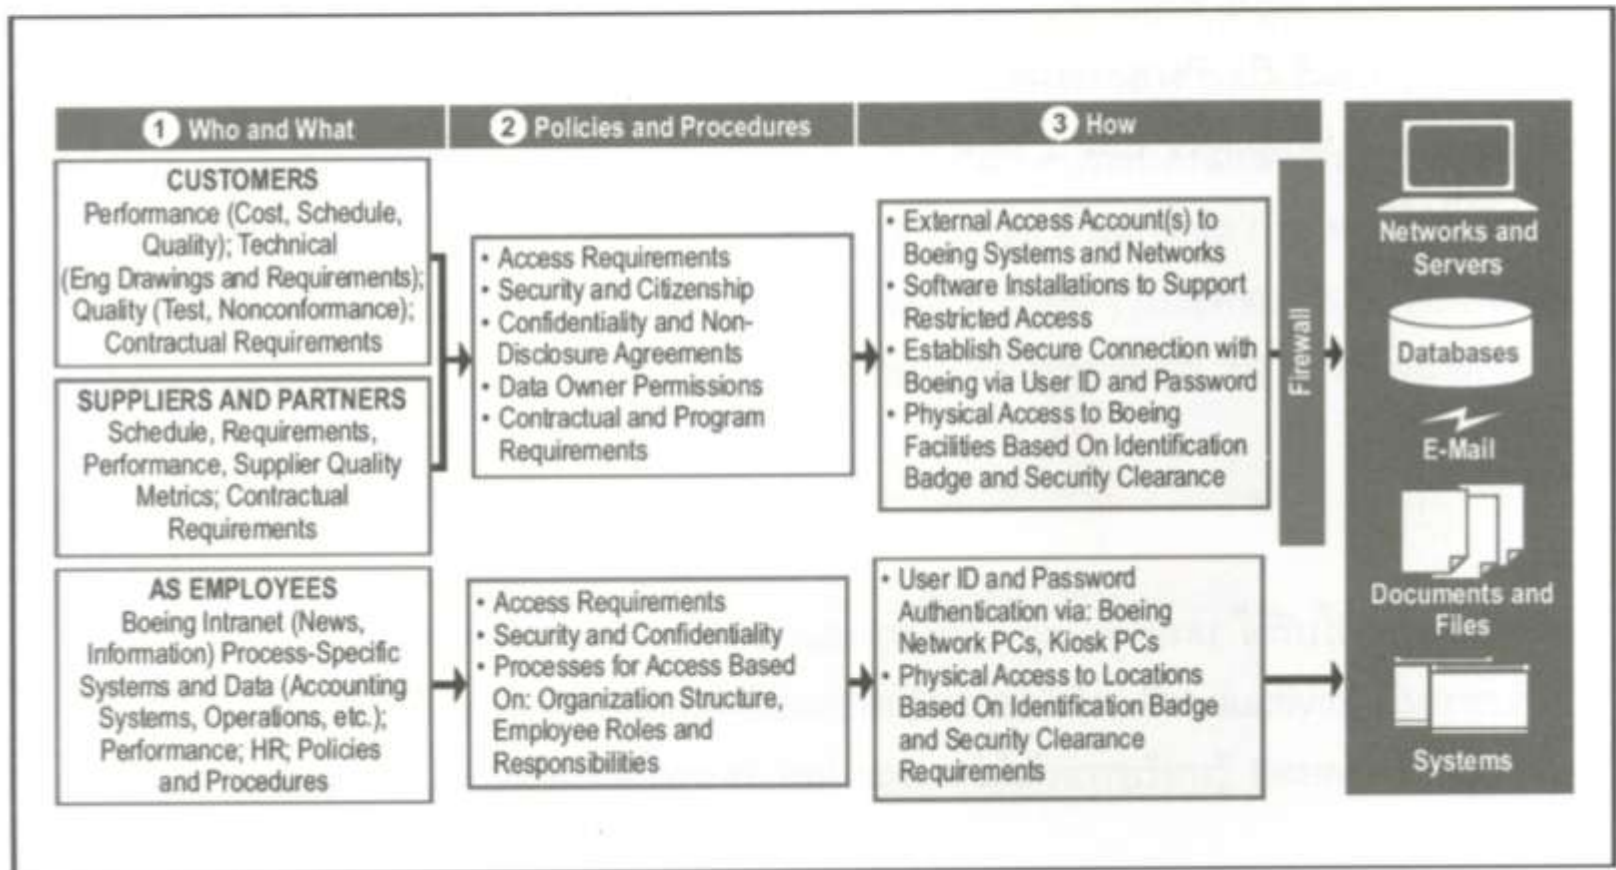 1 Who and What
2 Policies and Procedures
3 How
CUSTOMERS
Performance (Cost, Schedule,
Quality); Technical
(Eng Drawings and Requirements);
Quality (Test, Nonconformance);
Contractual Requirements
SUPPLIERS AND PARTNERS
Schedule, Requirements,
Performance, Supplier Quality
Metrics; Contractual
Requirements
AS EMPLOYEES
Boeing Intranet (News,
Information) Process-Specific
Systems and Data (Accounting
Systems, Operations, etc.);
Performance; HR; Policies
and Procedures
• Access Requirements
• Security and Citizenship
• Confidentiality and Non-
Disclosure Agreements
• Data Owner Permissions
• Contractual and Program
Requirements
• Access Requirements
• Security and Confidentiality
• Processes for Access Based
On: Organization Structure,
Employee Roles and
Responsibilities
• External Access Account(s) to
Boeing Systems and Networks
• Software Installations to Support
Restricted Access
• Establish Secure Connection with
Boeing via User ID and Password
• Physical Access to Boeing
Facilities Based On Identification
Badge and Security Clearance
• User ID and Password
Authentication via: Boeing
Network PCs, Kiosk PCs
• Physical Access to Locations
Based On Identification Badge
and Security Clearance
Requirements
Firewall
Networks and
Servers
Databases
E-Mail
Documents and
Files
Systems